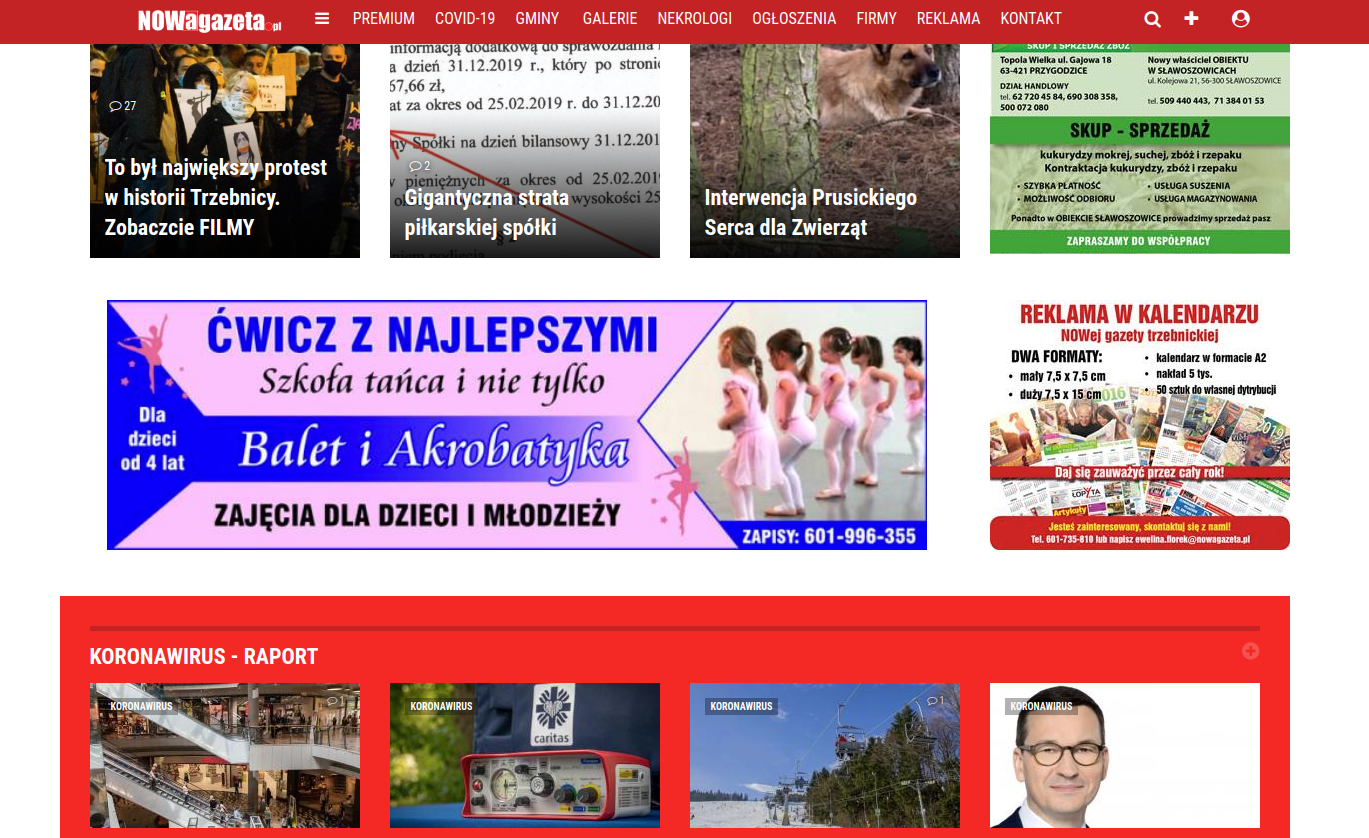 NOWagazeta.pl
PREMIUM
COVID-19
GMINY
GALERIE
NEKROLOGI
OGŁOSZENIA
FIRMY
REKLAMA
KONTAKT
27
To był największy protest
w historii Trzebnicy.
Zobaczcie FILMY
informacją dodatkową do sprawozdania
a dzień 31.12.2019 r., który po stronie
67,66 zł,
at za okres od 25.02.2019 r. do 31.12.20
ny Spółki na dzień bilansowy 31.12.201
2
w pieniężnych za okres od 25.02.201
wysokości 25
Gigantyczna strata
piłkarskiej spółki
Interwencja Prusickiego
Serca dla Zwierząt
SKUP I SPRZEDAŻ ZBÓŻ
Topola Wielka ul. Gajowa 18
63-421 PRZYGODZICE
DZIAŁ HANDLOWY
tel. 62 720 45 84, 690 308 358,
500 072 080
Nowy właściciel OBIEKTU
W SŁAWOSZOWICACH
ul. Kolejowa 21, 56-300 SŁAWOSZOWICE
tel. 509 440 443, 71 384 01 53
SKUP - SPRZEDAŻ
kukurydzy mokrej, suchej, zbóż i rzepaku
Kontraktacja kukurydzy, zbóż i rzepaku
• SZYBKA PŁATNOŚĆ
• MOŻLIWOŚĆ ODBIORU
• USŁUGA SUSZENIA
• USŁUGA MAGAZYNOWANIA
Ponadto w OBIEKCIE SŁAWOSZOWICE prowadzimy sprzedaż pasz
ZAPRASZAMY DO WSPÓŁPRACY
ĆWICZ Z NAJLEPSZYMI
Szkoła tańca i nie tylko
Dla
dzieci
od 4 lat
Balet i Akrobatyka
ZAJĘCIA DLA DZIECI I MŁODZIEŻY
ZAPISY: 601-996-355
REKLAMA W KALENDARZU
NOWej gazety trzebnickiej
DWA FORMATY:
• mały 7,5 x 7,5 cm
• duży 7,5 x 15 cm
• kalendarz w formacie A2
• nakład 5 tys.
• 50 sztuk do własnej dytrybucji
2016
2019
Daj się zauważyć przez cały rok!
ŁOPYTA
Artykuły
Jesteś zainteresowany, skontaktuj się z nami!
Tel. 601-735-810 lub napisz ewelina.florek@nowagazeta.pl
KORONAWIRUS - RAPORT
KORONAWIRUS
1
KORONAWIRUS
caritas
KORONAWIRUS
1
KORONAWIRUS